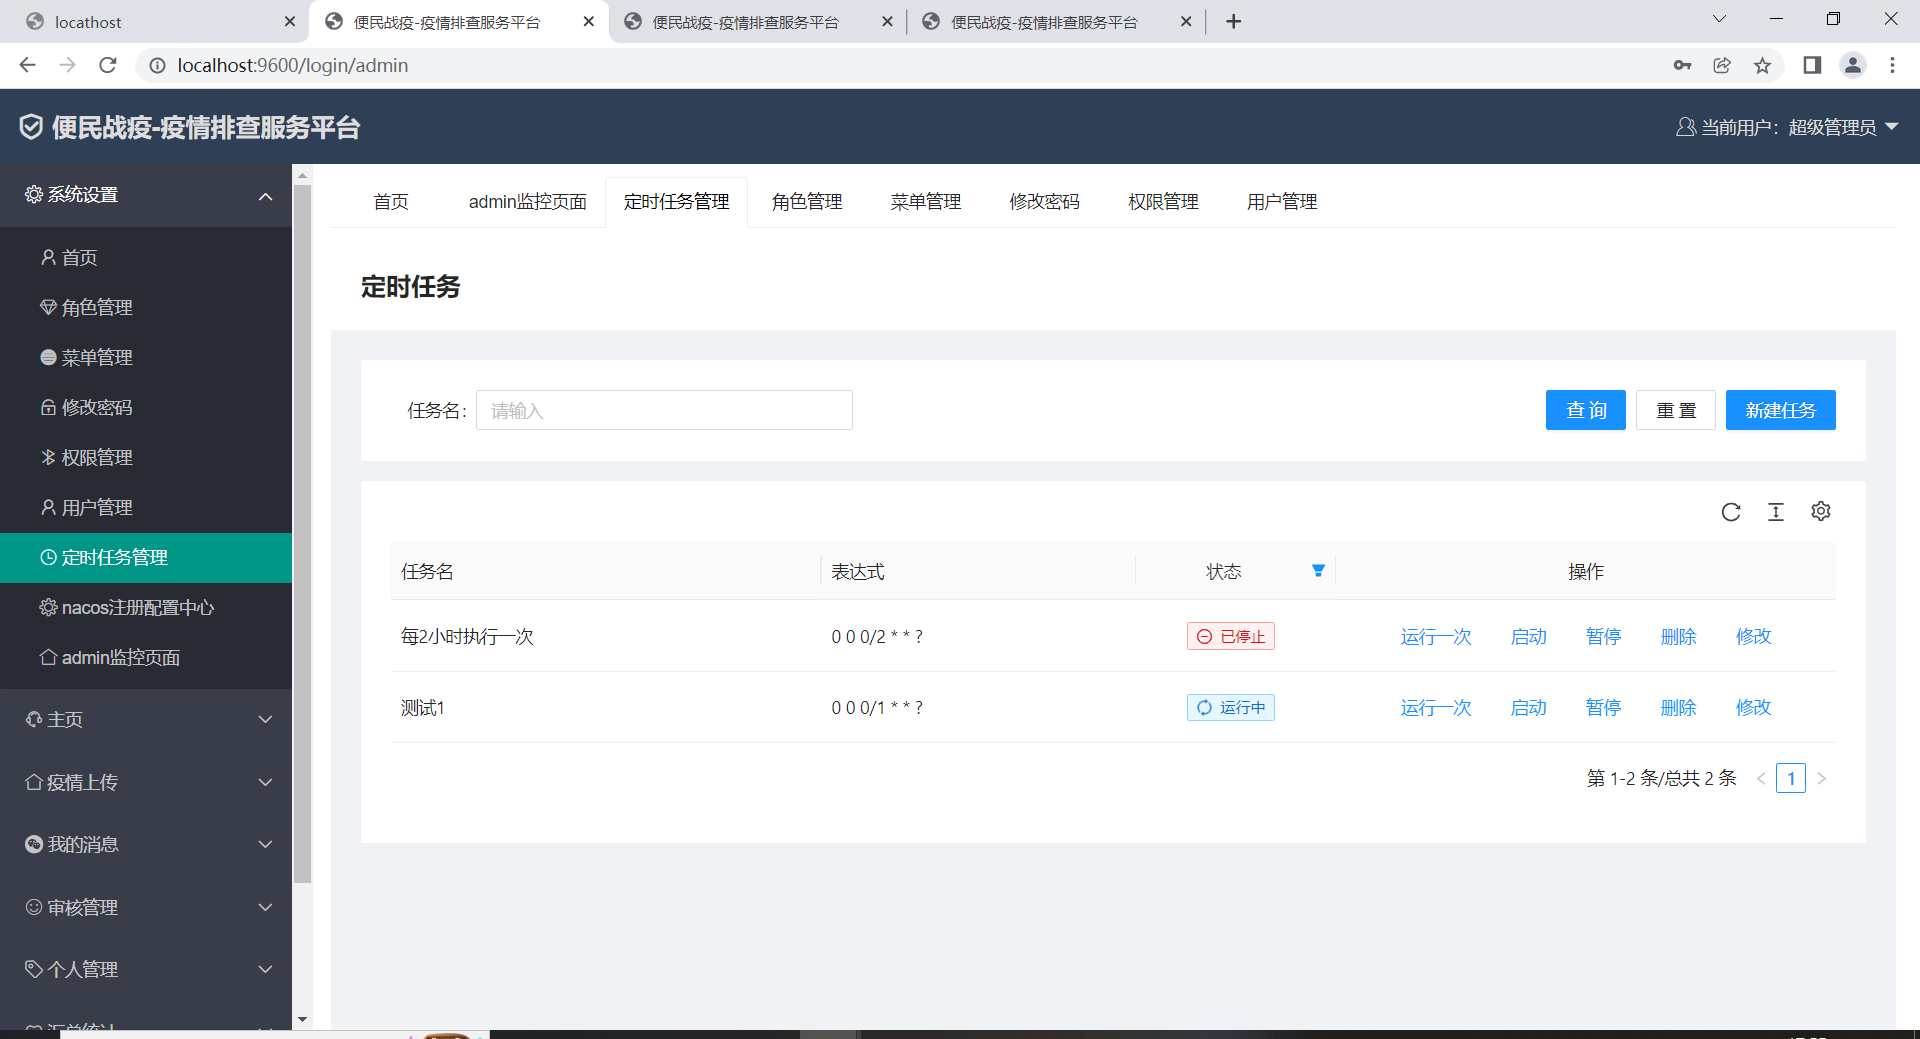 locathost
便民战疫-疫情排查服务平台
便民战疫-疫情排查服务平台
便民战疫-疫情排查服务平台
localhost:9600/login/admin
便民战疫-疫情排查服务平台
当前用户：超级管理员
系统设置
首页
角色管理
菜单管理
修改密码
权限管理
用户管理
定时任务管理
nacos注册配置中心
admin监控页面
主页
疫情上传
我的消息
审核管理
个人管理
首页 admin监控页面 定时任务管理 角色管理 菜单管理 修改密码 权限管理 用户管理
定时任务
任务名： 请输入 查 询 重 置 新建任务
任务名 表达式 状态 操作
每2小时执行一次 0 0 0/2 * * ? 已停止 运行一次 启动 暂停 删除 修改
测试1 0 0 0/1 * * ? 运行中 运行一次 启动 暂停 删除 修改
第 1-2 条/总共 2 条 1